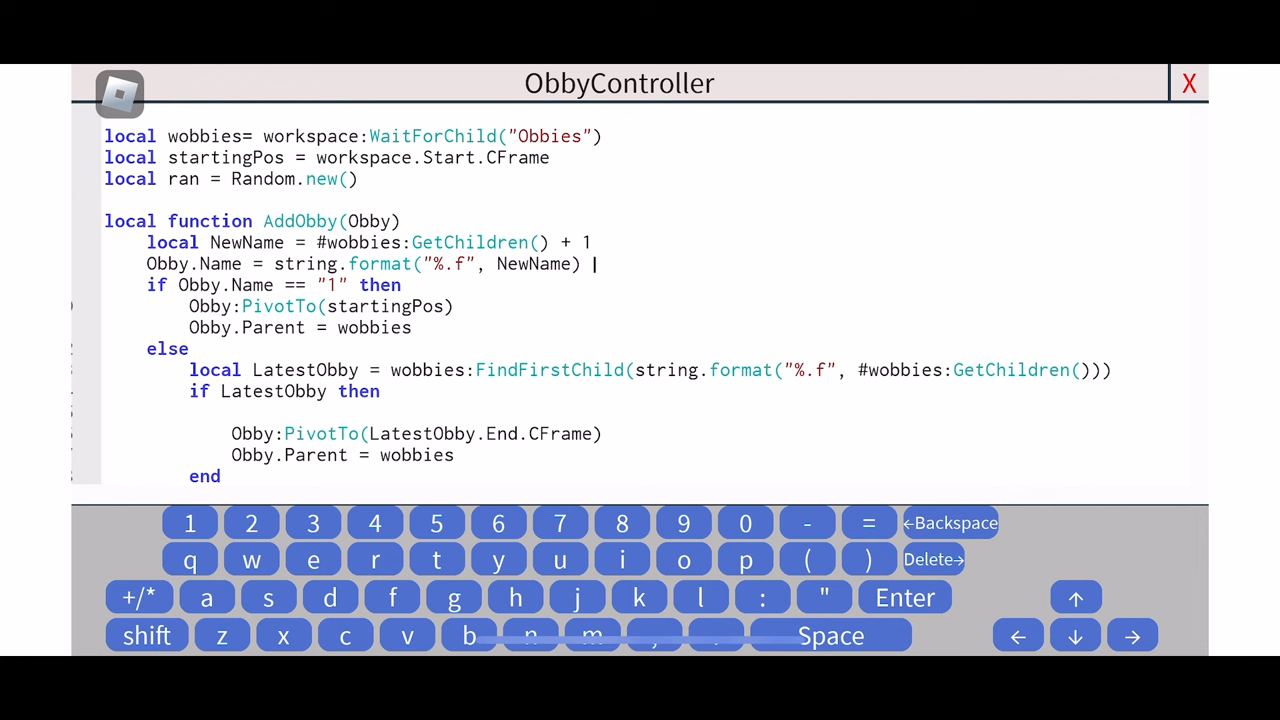 ObbyController
X
local wobbies= workspace:WaitForChild("Obbies")
local startingPos = workspace.Start.CFrame
local ran = Random.new()
local function AddObby(Obby)
local NewName = #wobbies:GetChildren() + 1
Obby.Name = string.format("%.f", NewName)
if Obby.Name == "1" then
Obby:PivotTo(startingPos)
Obby.Parent = wobbies
else
local LatestObby = wobbies:FindFirstChild(string.format("%.f", #wobbies:GetChildren()))
if LatestObby then
Obby:PivotTo(LatestObby.End.CFrame)
Obby.Parent = wobbies
end
1 2 3 4 5 6 7 8 9 0 - = ←Backspace
q w e r t y u i o p ( ) Delete→
+/* a s d f g h j k l : " Enter ↑
shift z x c v b n m , . Space ← ↓ →